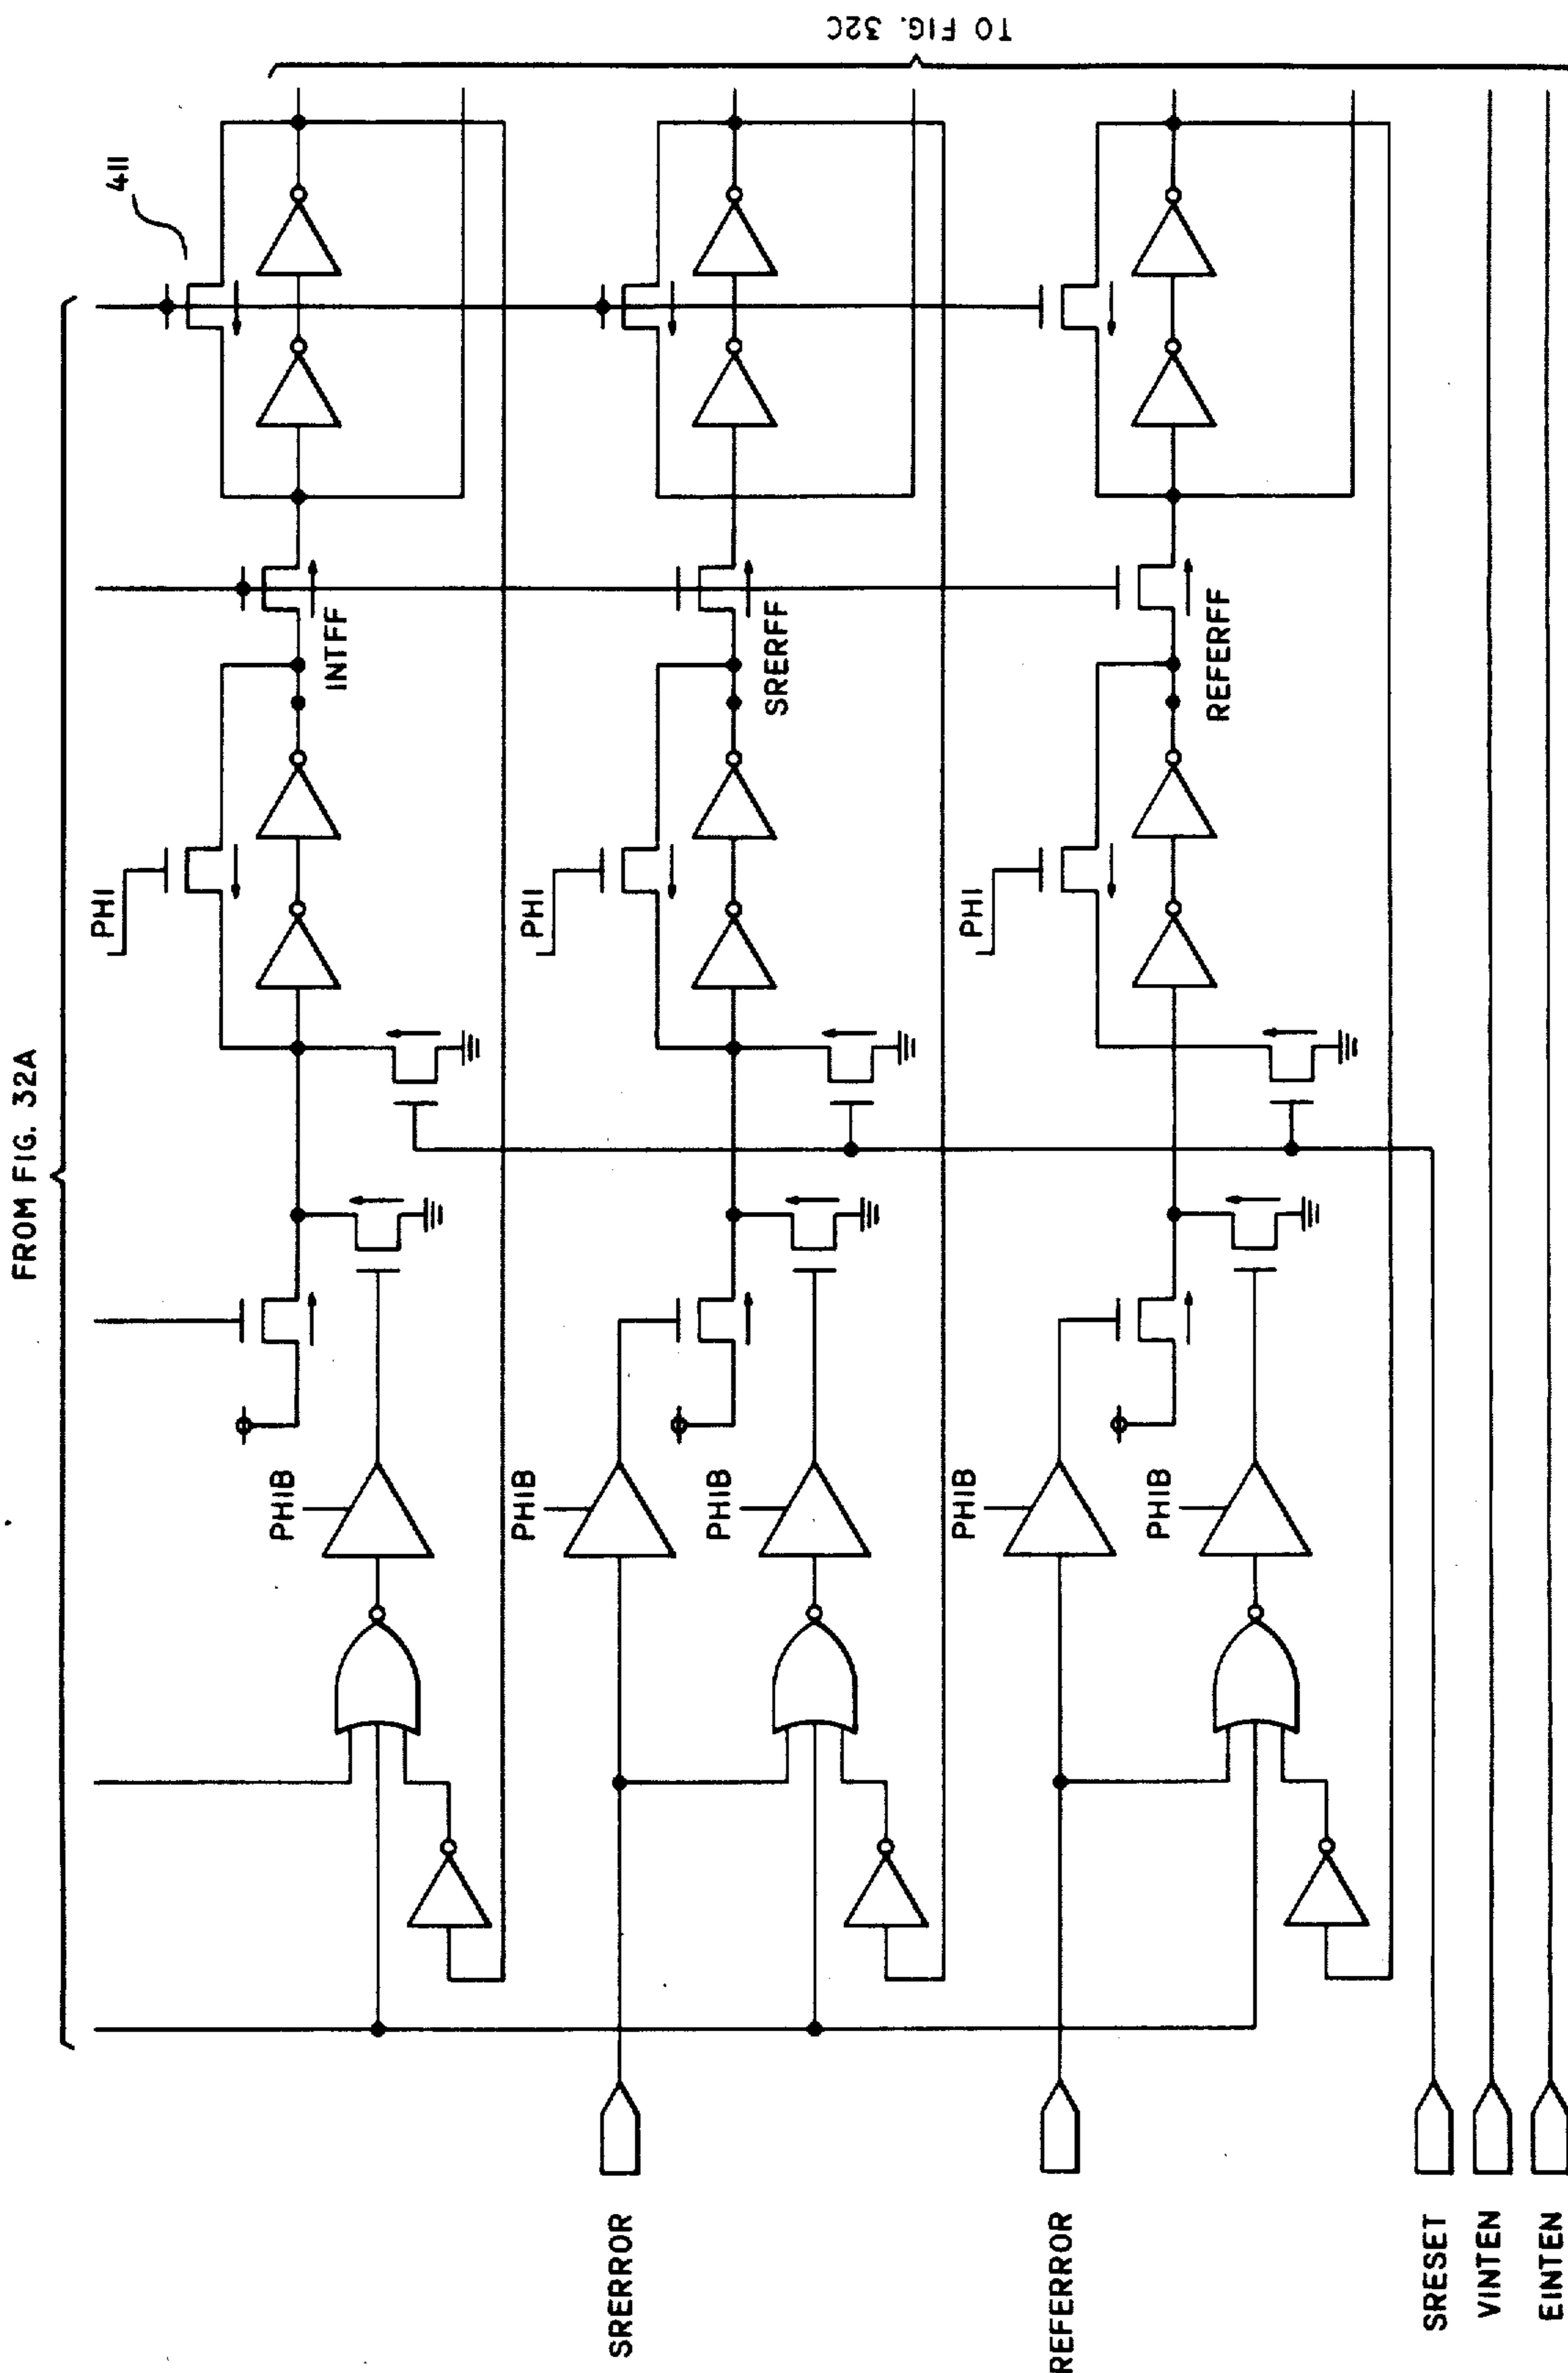 TO FIG. 32C
FROM FIG. 32A
411
INTFF
SRERFF
REFERFF
PHI
PHI
PHI
PHIB
PHIB
PHIB
PHIB
PHIB
SRERROR
REFERROR
SRESET
VINTEN
EINTEN